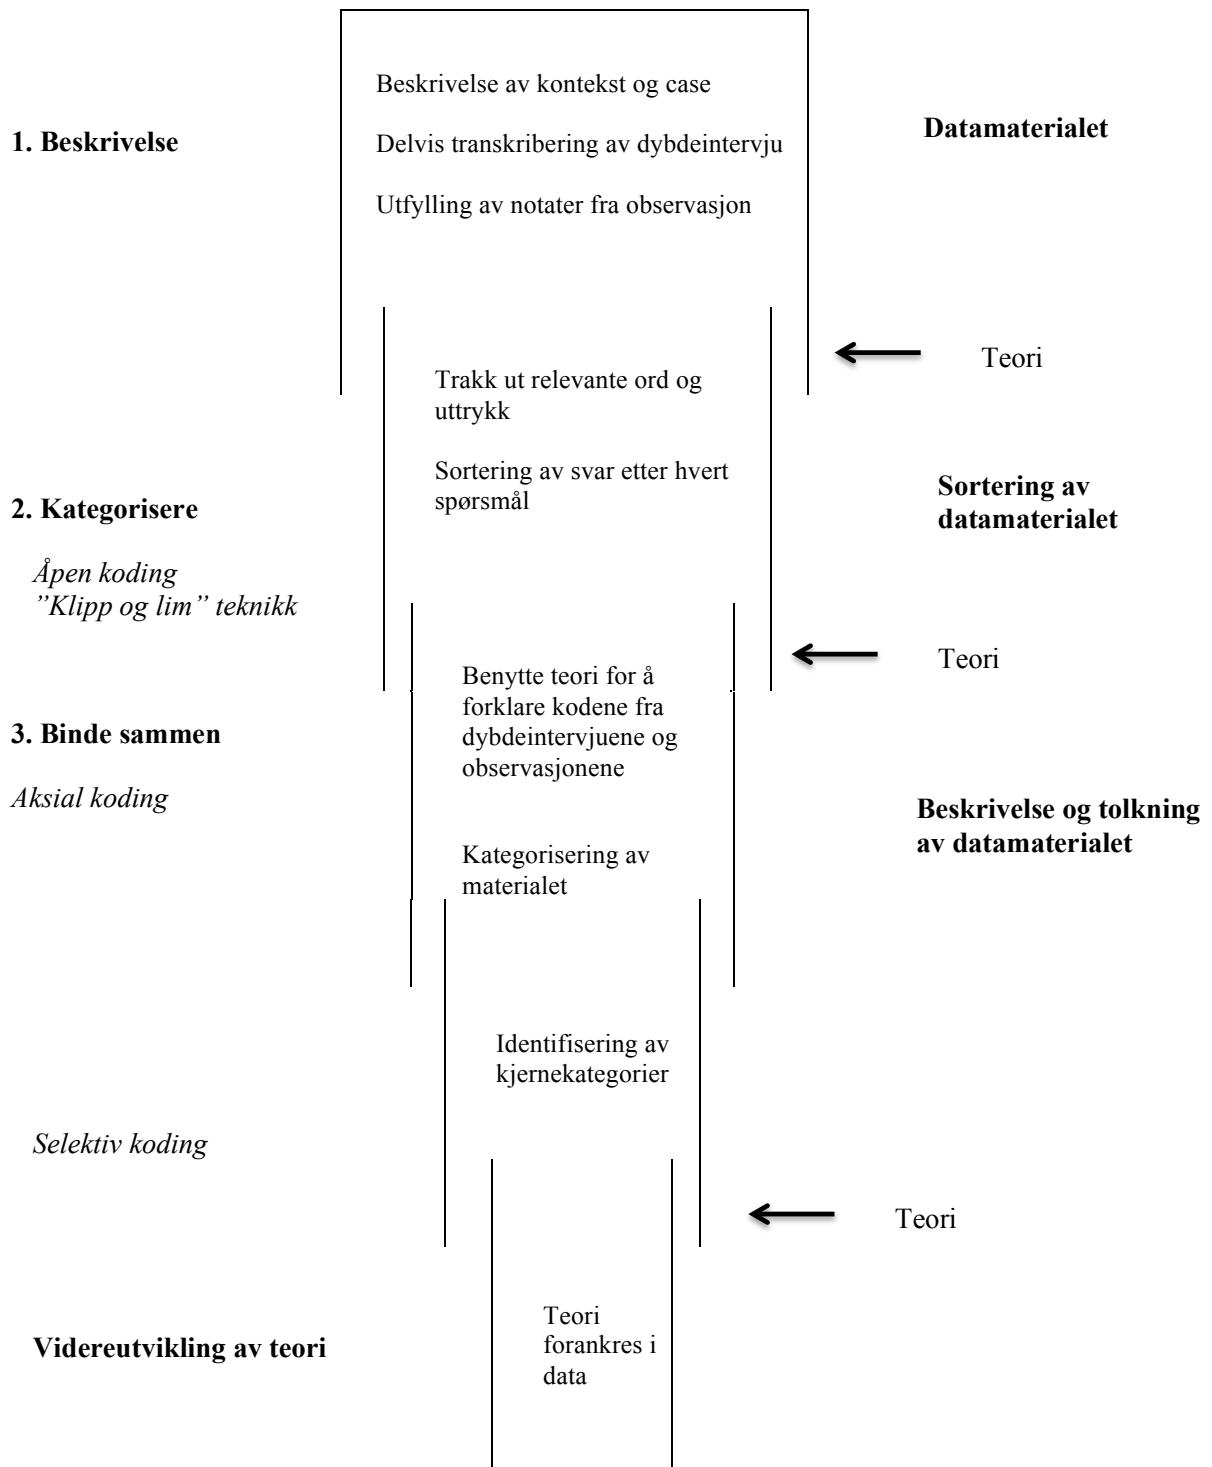 Beskrivelse av kontekst og case
Datamaterialet
1. Beskrivelse
Delvis transkribering av dybdeintervju
Utfylling av notater fra observasjon
Teori
Trakk ut relevante ord og
uttrykk
Sortering av svar etter hvert
spørsmål
Sortering av
datamaterialet
2. Kategorisere
Åpen koding
”Klipp og lim” teknikk
Teori
Benytte teori for å
forklare kodene fra
dybdeintervjuene og
observasjonene
3. Binde sammen
Aksial koding
Beskrivelse og tolkning
av datamaterialet
Kategorisering av
materialet
Identifisering av
kjernekategorier
Selektiv koding
Teori
Teori
forankres i
data
Videreutvikling av teori